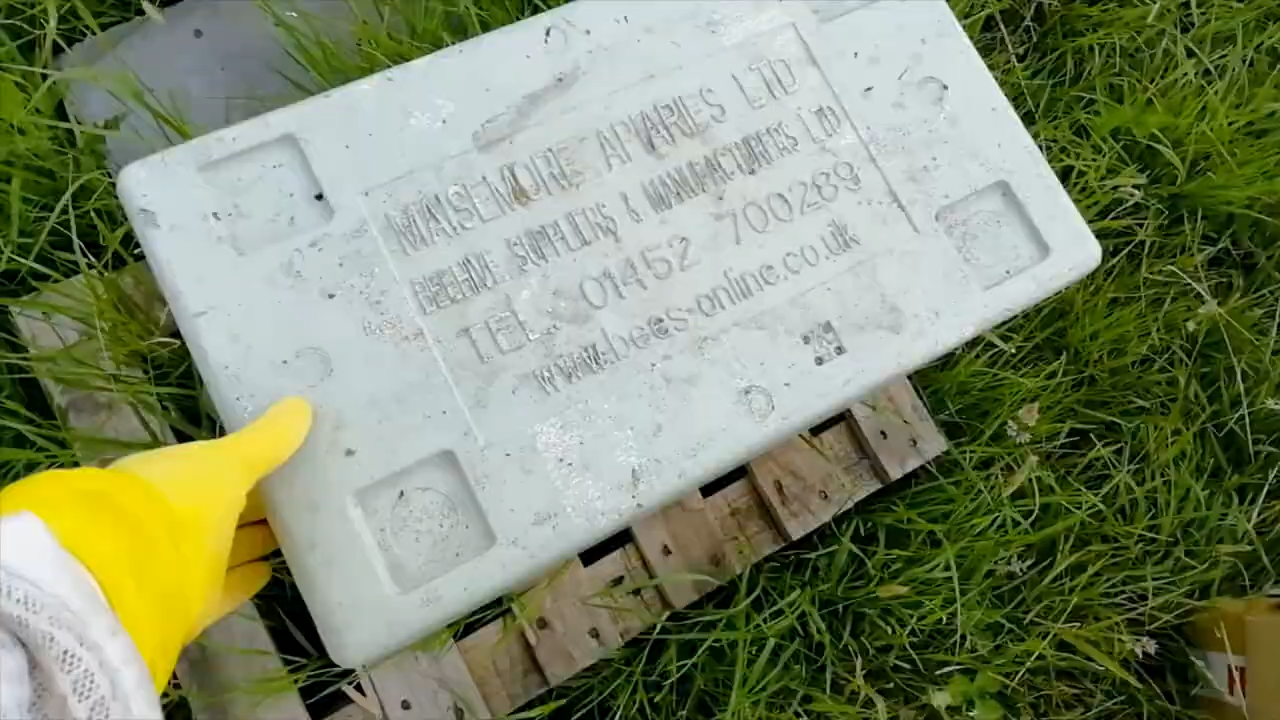 MAISEMORE APIARIES LTD
BEEHIVE SUPPLIERS & MANUFACTURERS LTD
TEL: 01452 700289
www.bees-online.co.uk